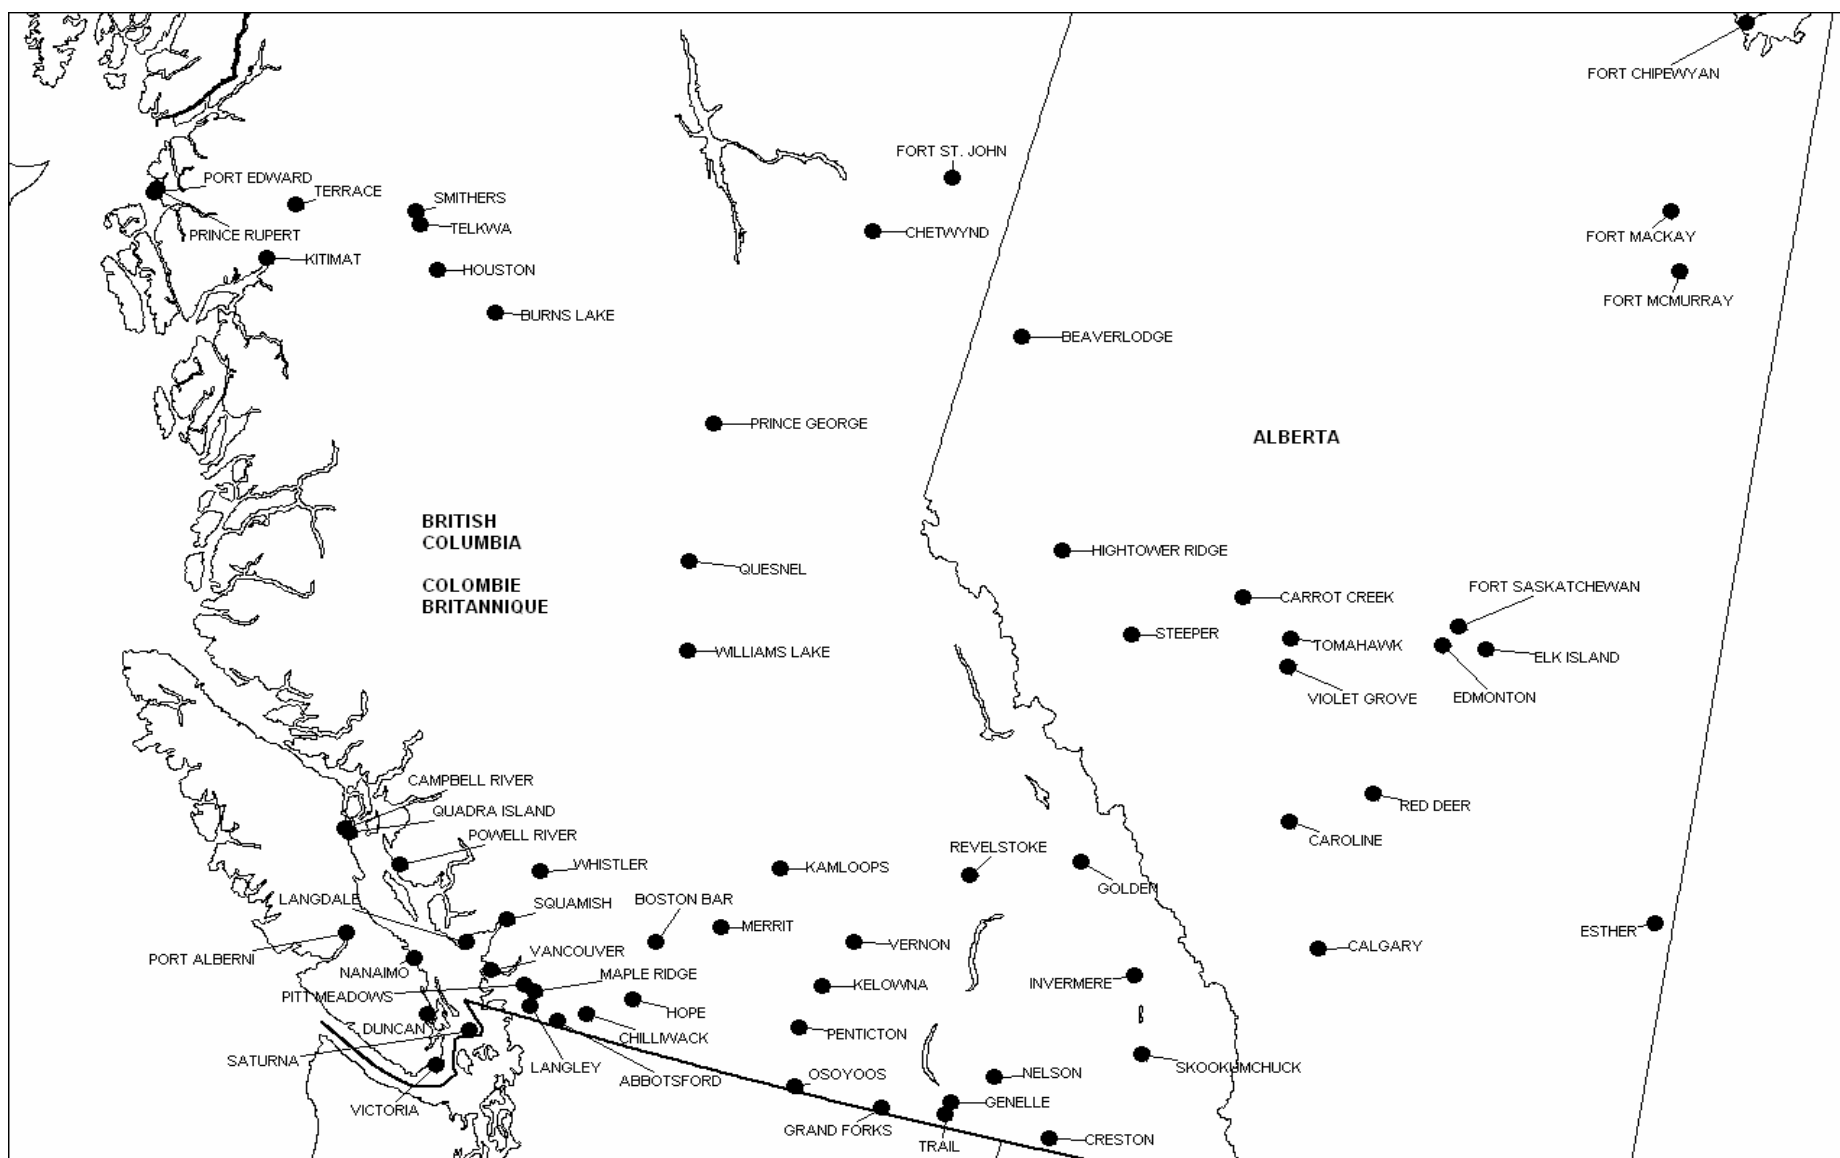 FORT CHIPEWYAN
FORT ST. JOHN
PORT EDWARD
TERRACE
SMITHERS
TELKWA
CHETWYND
PRINCE RUPERT
FORT MACKAY
KITIMAT
HOUSTON
FORT MCMURRAY
BURNS LAKE
BEAVERLODGE
PRINCE GEORGE
ALBERTA
BRITISH
COLUMBIA
COLOMBIE
BRITANNIQUE
HIGHTOWER RIDGE
QUESNEL
FORT SASKATCHEWAN
CARROT CREEK
STEEPER
TOMAHAWK
WILLIAMS LAKE
ELK ISLAND
VIOLET GROVE
EDMONTON
CAMPBELL RIVER
QUADRA ISLAND
RED DEER
POWELL RIVER
CAROLINE
REVELSTOKE
WHISTLER
KAMLOOPS
GOLDEN
LANGDALE
SQUAMISH
BOSTON BAR
MERRIT
ESTHER
VERNON
CALGARY
VANCOUVER
PORT ALBERNI
NANAIMO
MAPLE RIDGE
INVERMERE
KELOWNA
PITT MEADOWS
HOPE
DUNCAN
CHILLIWACK
PENTICTON
SATURNA
LANGLEY
SKOOKUMCHUCK
OSOYOOS
NELSON
ABBOTSFORD
GENELLE
VICTORIA
GRAND FORKS
TRAIL
CRESTON